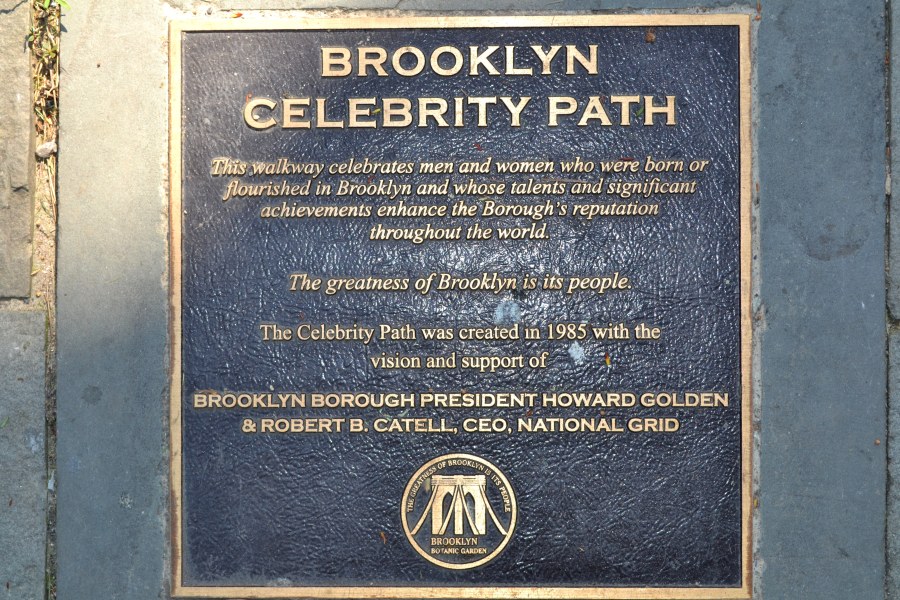 BROOKLYN
CELEBRITY PATH
This walkway celebrates men and women who were born or
flourished in Brooklyn and whose talents and significant
achievements enhance the Borough's reputation
throughout the world.
The greatness of Brooklyn is its people.
The Celebrity Path was created in 1985 with the
vision and support of
BROOKLYN BOROUGH PRESIDENT HOWARD GOLDEN
& ROBERT B. CATELL, CEO, NATIONAL GRID
THE GREATNESS OF BROOKLYN IS ITS PEOPLE
BROOKLYN
BOTANIC GARDEN